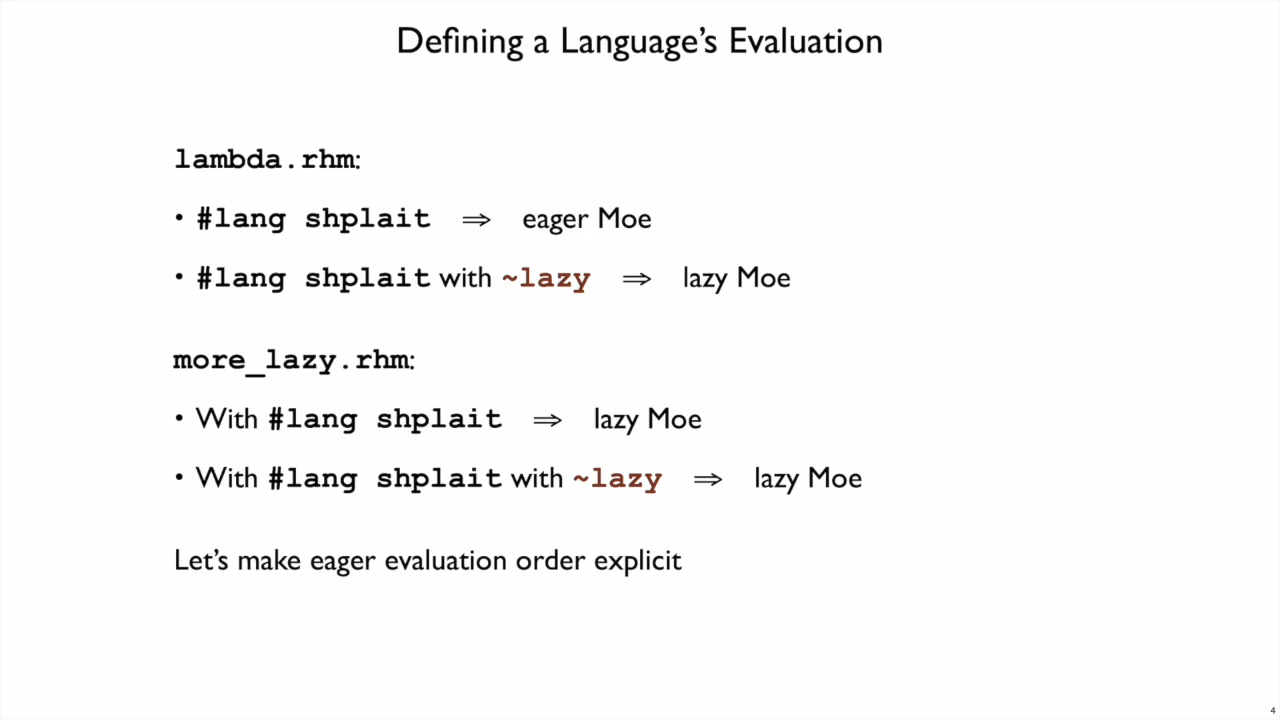 Defining a Language's Evaluation
lambda.rhm:
• #lang shplait ⇒ eager Moe
• #lang shplait with ~lazy ⇒ lazy Moe
more_lazy.rhm:
• With #lang shplait ⇒ lazy Moe
• With #lang shplait with ~lazy ⇒ lazy Moe
Let's make eager evaluation order explicit
4